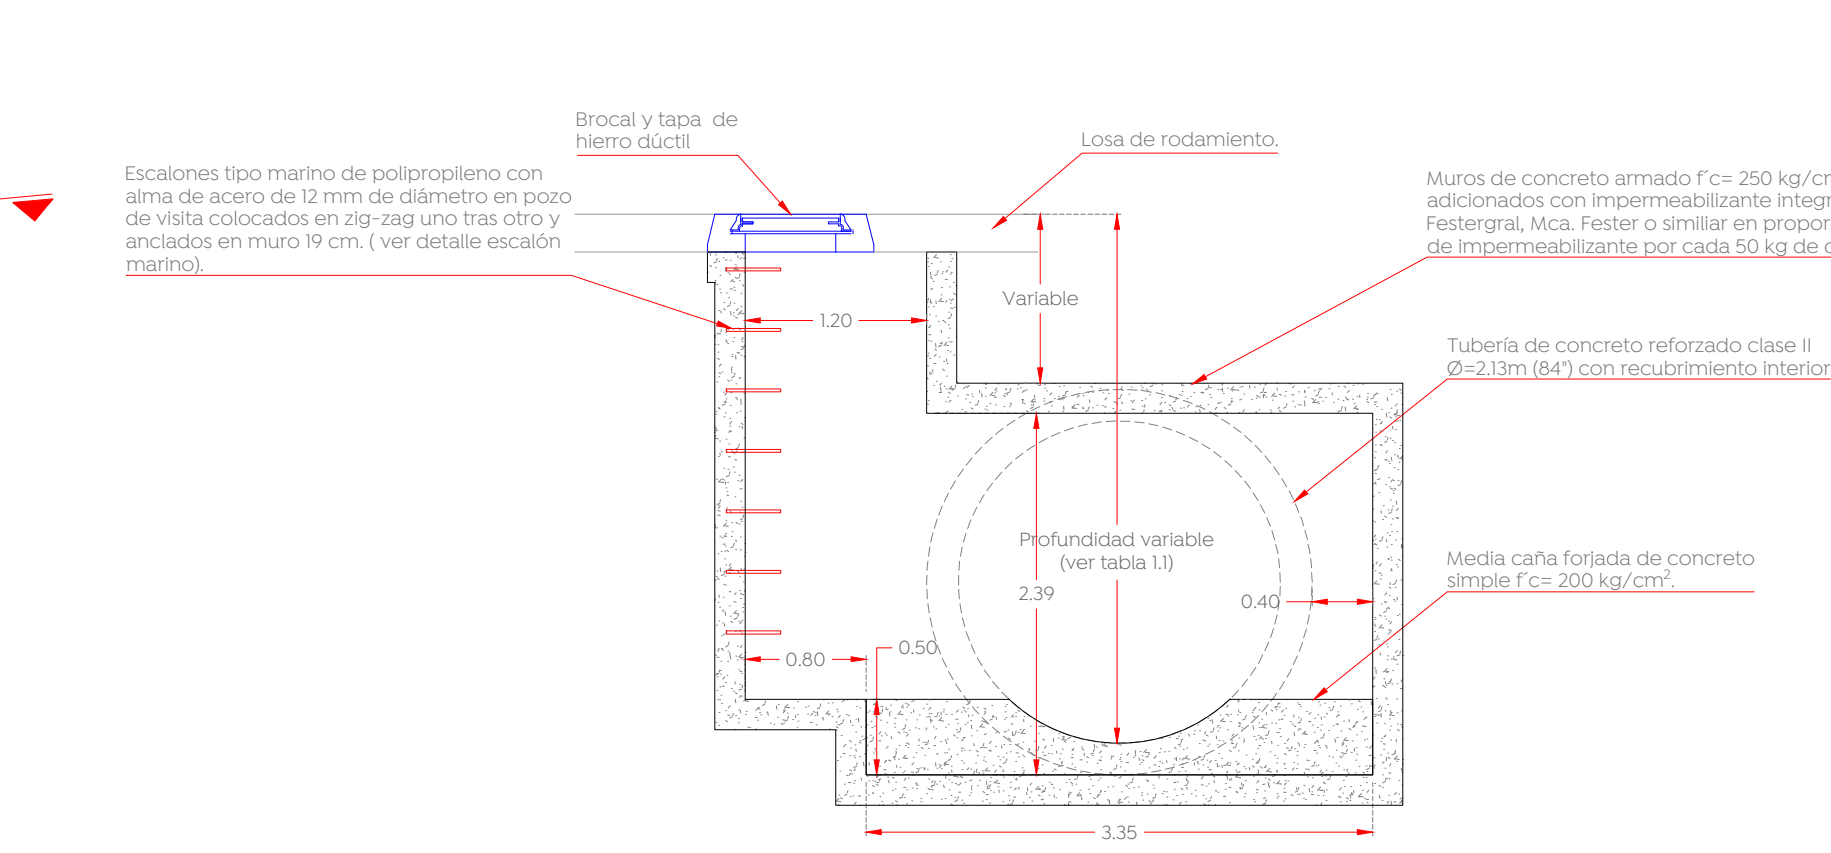 Brocal y tapa de
hierro dúctil
Losa de rodamiento.
Escalones tipo marino de polipropileno con
alma de acero de 12 mm de diámetro en pozo
de visita colocados en zig-zag uno tras otro y
anclados en muro 19 cm. ( ver detalle escalón
marino).
Muros de concreto armado f´c= 250 kg/cm
adicionados con impermeabilizante integr
Festergral, Mca. Fester o similiar en propor
de impermeabilizante por cada 50 kg de
Variable
1.20
Tubería de concreto reforzado clase II
Ø=2.13m (84") con recubrimiento interior
Profundidad variable
(ver tabla 1.1)
2.39
0.40
Media caña forjada de concreto
simple f´c= 200 kg/cm².
0.50
0.80
3.35